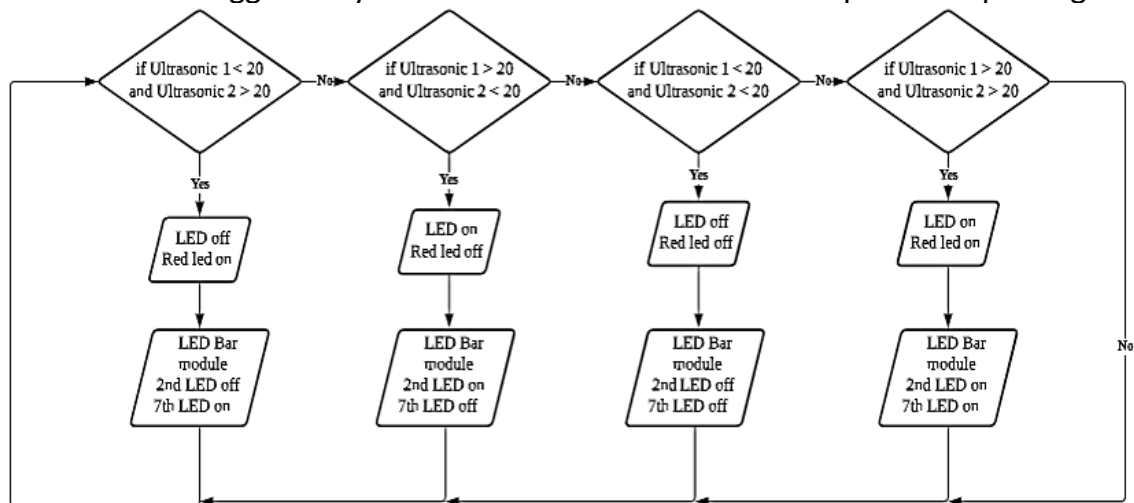 if Ultrasonic 1 < 20
and Ultrasonic 2 > 20
No
if Ultrasonic 1 > 20
and Ultrasonic 2 < 20
No
if Ultrasonic 1 < 20
and Ultrasonic 2 < 20
No
if Ultrasonic 1 > 20
and Ultrasonic 2 > 20
Yes
Yes
Yes
Yes
LED off
Red led on
LED on
Red led off
LED off
Red led off
LED on
Red led on
LED Bar
module
2nd LED off
7th LED on
LED Bar
module
2nd LED on
7th LED off
LED Bar
module
2nd LED off
7th LED off
LED Bar
module
2nd LED on
7th LED on
No